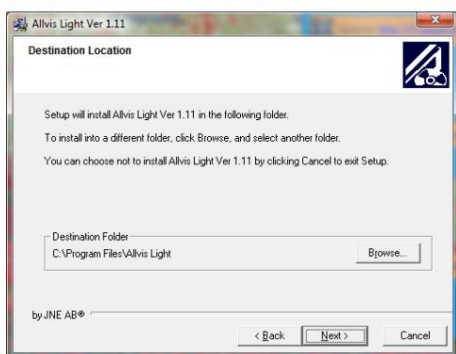 Allvis Light Ver 1.11
Destination Location
Setup will install Allvis Light Ver 1.11 in the following folder.
To install into a different folder, click Browse, and select another folder.
You can choose not to install Allvis Light Ver 1.11 by clicking Cancel to exit Setup.
Destination Folder
C:\Program Files\Allvis Light
Browse...
by JNE AB®
< Back
Next >
Cancel